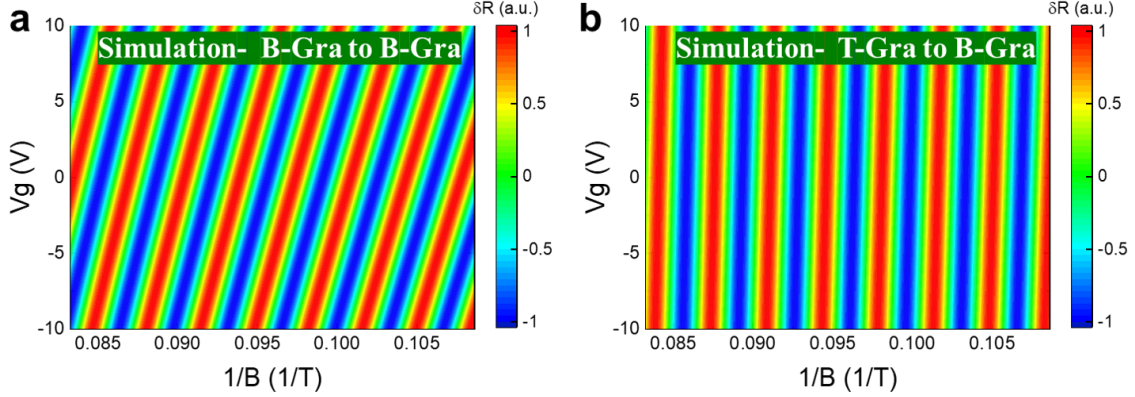 a
δR (a.u.)
Simulation- B-Gra to B-Gra
10
5
0
-5
-10
Vg (V)
0.085 0.090 0.095 0.100 0.105
1/B (1/T)
1
0.5
0
-0.5
-1
b
δR (a.u.)
Simulation- T-Gra to B-Gra
10
5
0
-5
-10
Vg (V)
0.085 0.090 0.095 0.100 0.105
1/B (1/T)
1
0.5
0
-0.5
-1